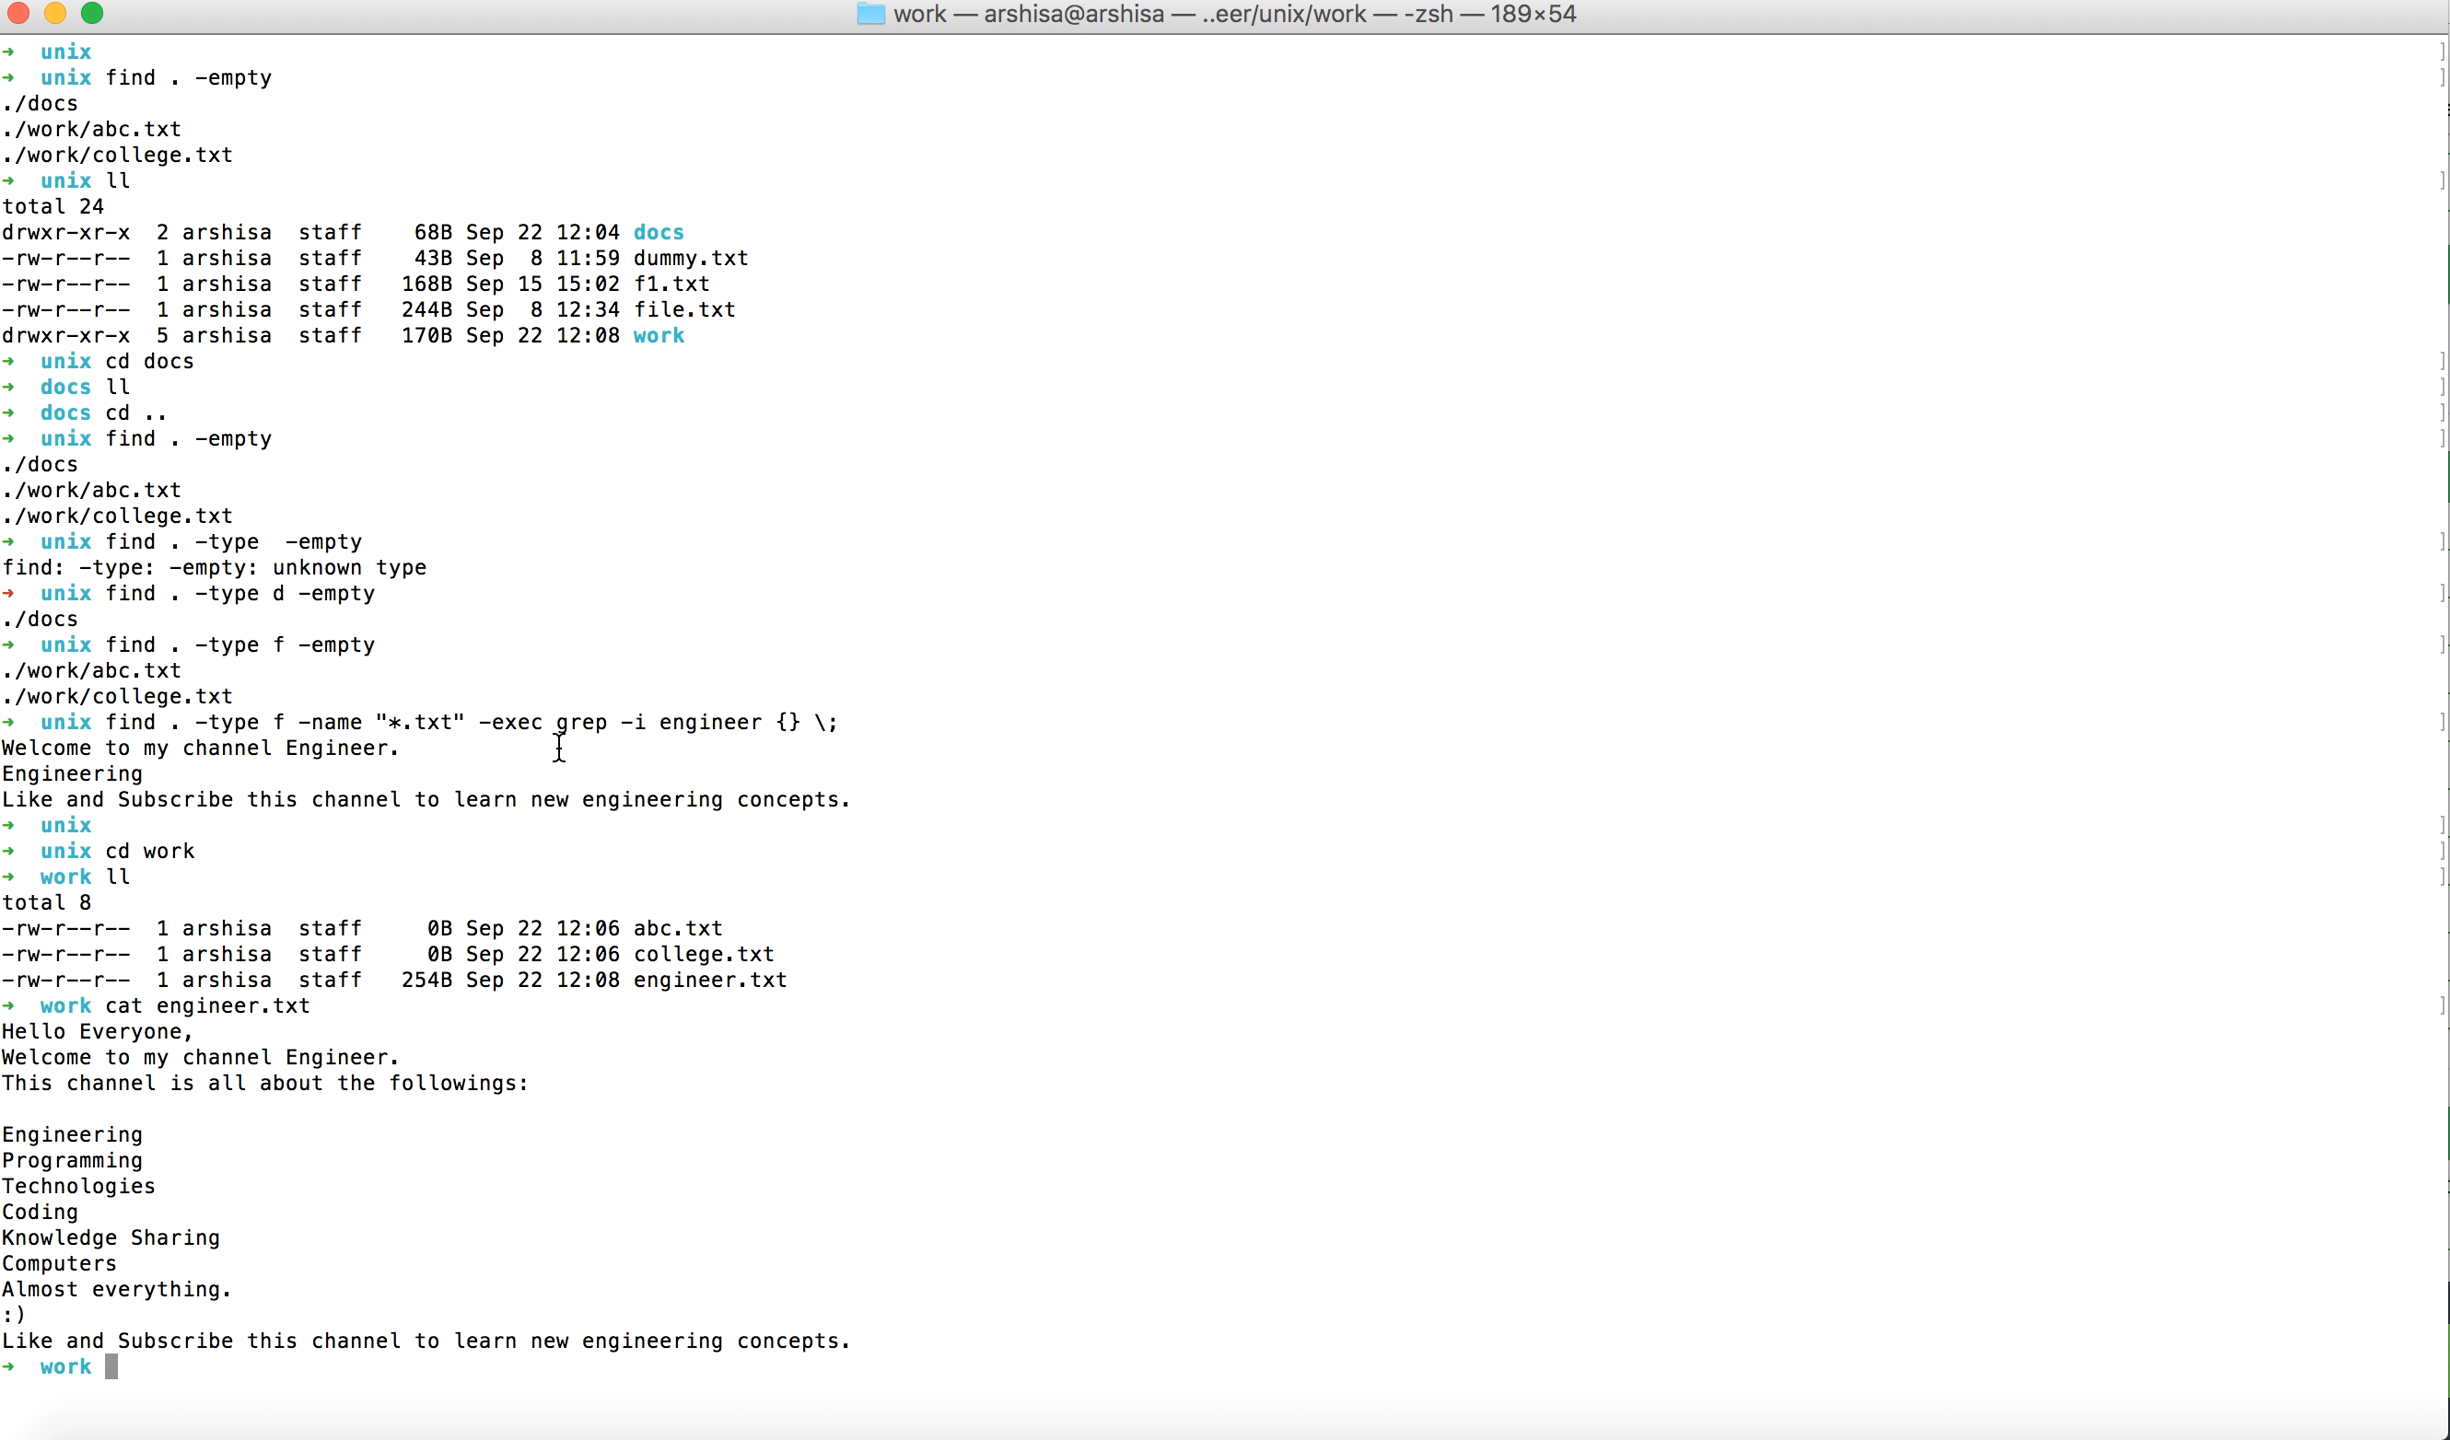 work — arshisa@arshisa — ..eer/unix/work — -zsh — 189×54
➜ unix
➜ unix find . -empty
./docs
./work/abc.txt
./work/college.txt
➜ unix ll
total 24
drwxr-xr-x  2 arshisa  staff    68B Sep 22 12:04 docs
-rw-r--r--  1 arshisa  staff    43B Sep  8 11:59 dummy.txt
-rw-r--r--  1 arshisa  staff   168B Sep 15 15:02 f1.txt
-rw-r--r--  1 arshisa  staff   244B Sep  8 12:34 file.txt
drwxr-xr-x  5 arshisa  staff   170B Sep 22 12:08 work
➜ unix cd docs
➜ docs ll
➜ docs cd ..
➜ unix find . -empty
./docs
./work/abc.txt
./work/college.txt
➜ unix find . -type  -empty
find: -type: -empty: unknown type
➜ unix find . -type d -empty
./docs
➜ unix find . -type f -empty
./work/abc.txt
./work/college.txt
➜ unix find . -type f -name "*.txt" -exec grep -i engineer {} \;
Welcome to my channel Engineer.
Engineering
Like and Subscribe this channel to learn new engineering concepts.
➜ unix
➜ unix cd work
➜ work ll
total 8
-rw-r--r--  1 arshisa  staff     0B Sep 22 12:06 abc.txt
-rw-r--r--  1 arshisa  staff     0B Sep 22 12:06 college.txt
-rw-r--r--  1 arshisa  staff   254B Sep 22 12:08 engineer.txt
➜ work cat engineer.txt
Hello Everyone,
Welcome to my channel Engineer.
This channel is all about the followings:

Engineering
Programming
Technologies
Coding
Knowledge Sharing
Computers
Almost everything.
:)
Like and Subscribe this channel to learn new engineering concepts.
➜ work